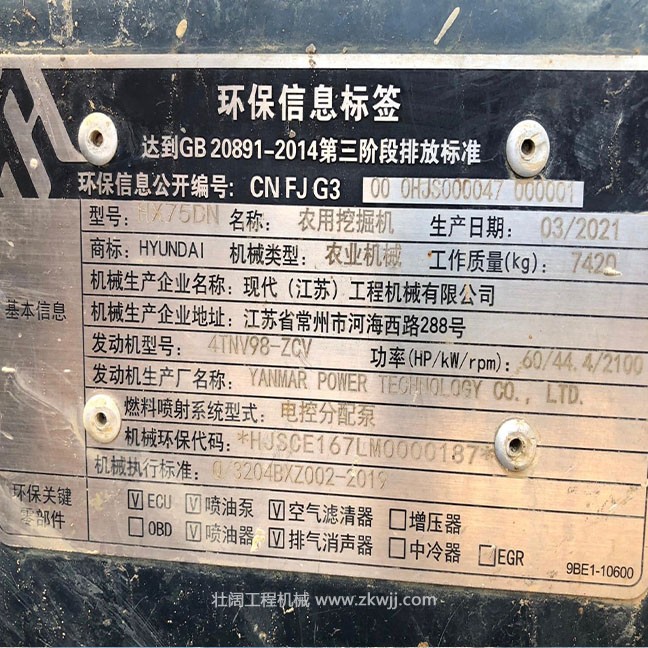 环保信息标签
达到GB 20891-2014第三阶段排放标准
环保信息公开编号: CN FJ G3 00 0HJS000047 000001
型号: HX75DN 名称: 农用挖掘机 生产日期: 03/2021
商标: HYUNDAI 机械类型: 农业机械 工作质量(kg): 7420
机械生产企业名称: 现代（江苏）工程机械有限公司
基本信息
机械生产企业地址: 江苏省常州市河海西路288号
发动机型号: 4TNV98-ZCV 功率(HP/kW/rpm): 60/44.4/2100
发动机生产厂名称: YANMAR POWER TECHNOLOGY CO., LTD.
燃料喷射系统型式: 电控分配泵
机械环保代码: *HJSCE167LM0000187*
机械执行标准: Q/3204BXZ002-2019
环保关键
零部件
V ECU V 喷油泵 V 空气滤清器 增压器
OBD V 喷油器 V 排气消声器 中冷器 EGR
9BE1-10600
壮阔工程机械 www.zkwjj.com